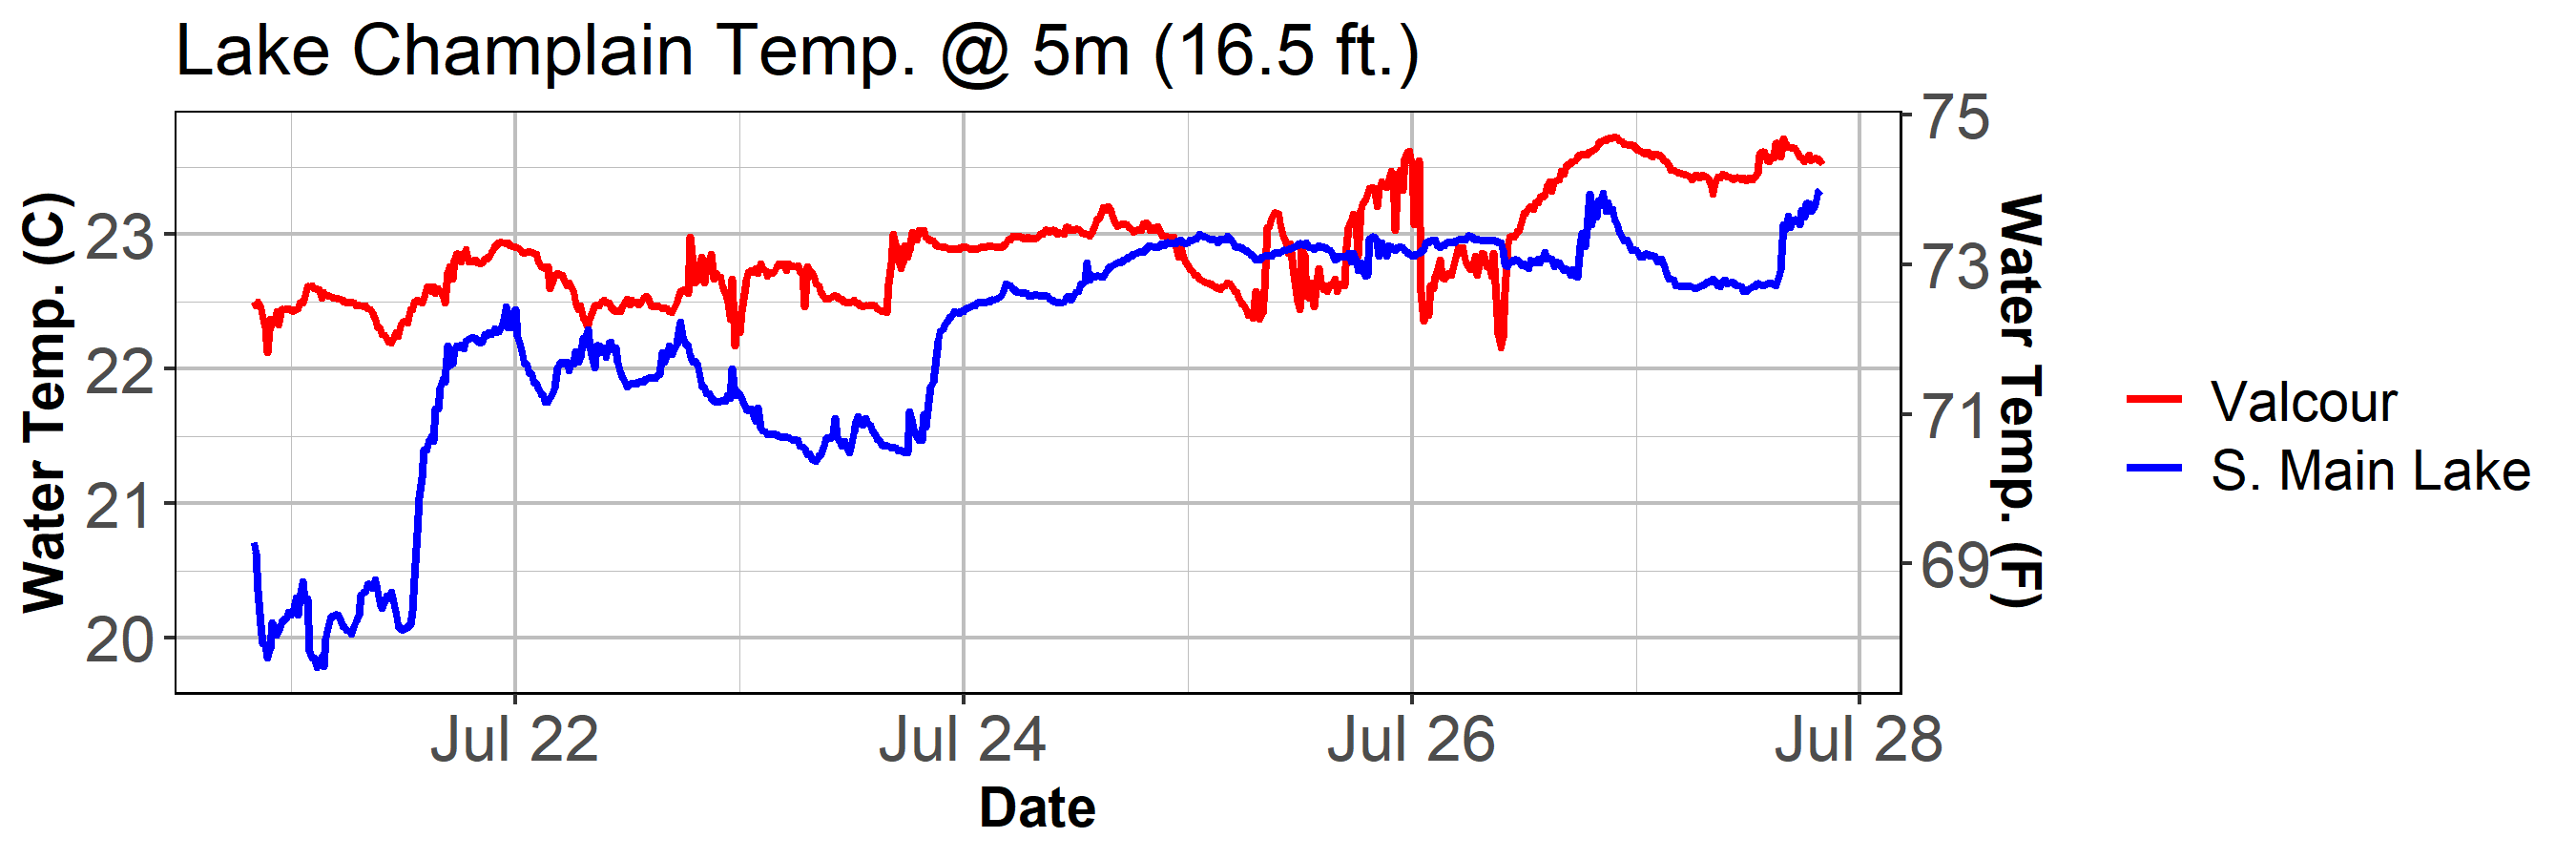 Lake Champlain Temp. @ 5m (16.5 ft.)
Water Temp. (C)
23
22
21
20
75
73
71
69
Water Temp. (F)
Jul 22
Jul 24
Jul 26
Jul 28
Date
Valcour
S. Main Lake